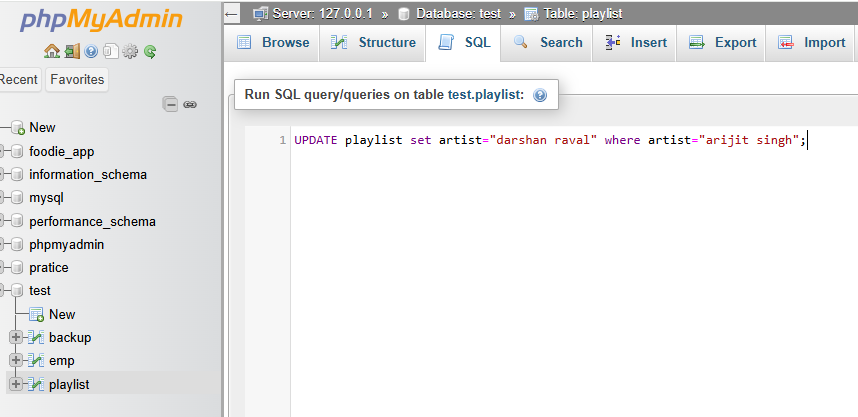 phpMyAdmin
Recent Favorites
New
foodie_app
information_schema
mysql
performance_schema
phpmyadmin
pratice
test
New
backup
emp
playlist
Server: 127.0.0.1 » Database: test » Table: playlist
Browse Structure SQL Search Insert Export Import
Run SQL query/queries on table test.playlist:
1 UPDATE playlist set artist="darshan raval" where artist="arijit singh";